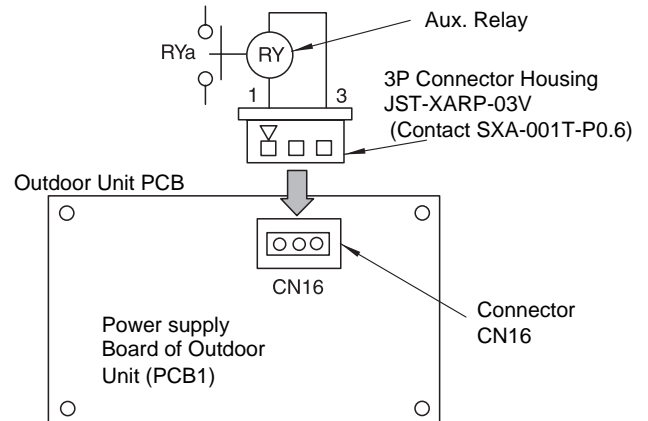 Aux. Relay
RYa
RY
1 3
3P Connector Housing
JST-XARP-03V
(Contact SXA-001T-P0.6)
Outdoor Unit PCB
CN16
Connector
CN16
Power supply
Board of Outdoor
Unit (PCB1)